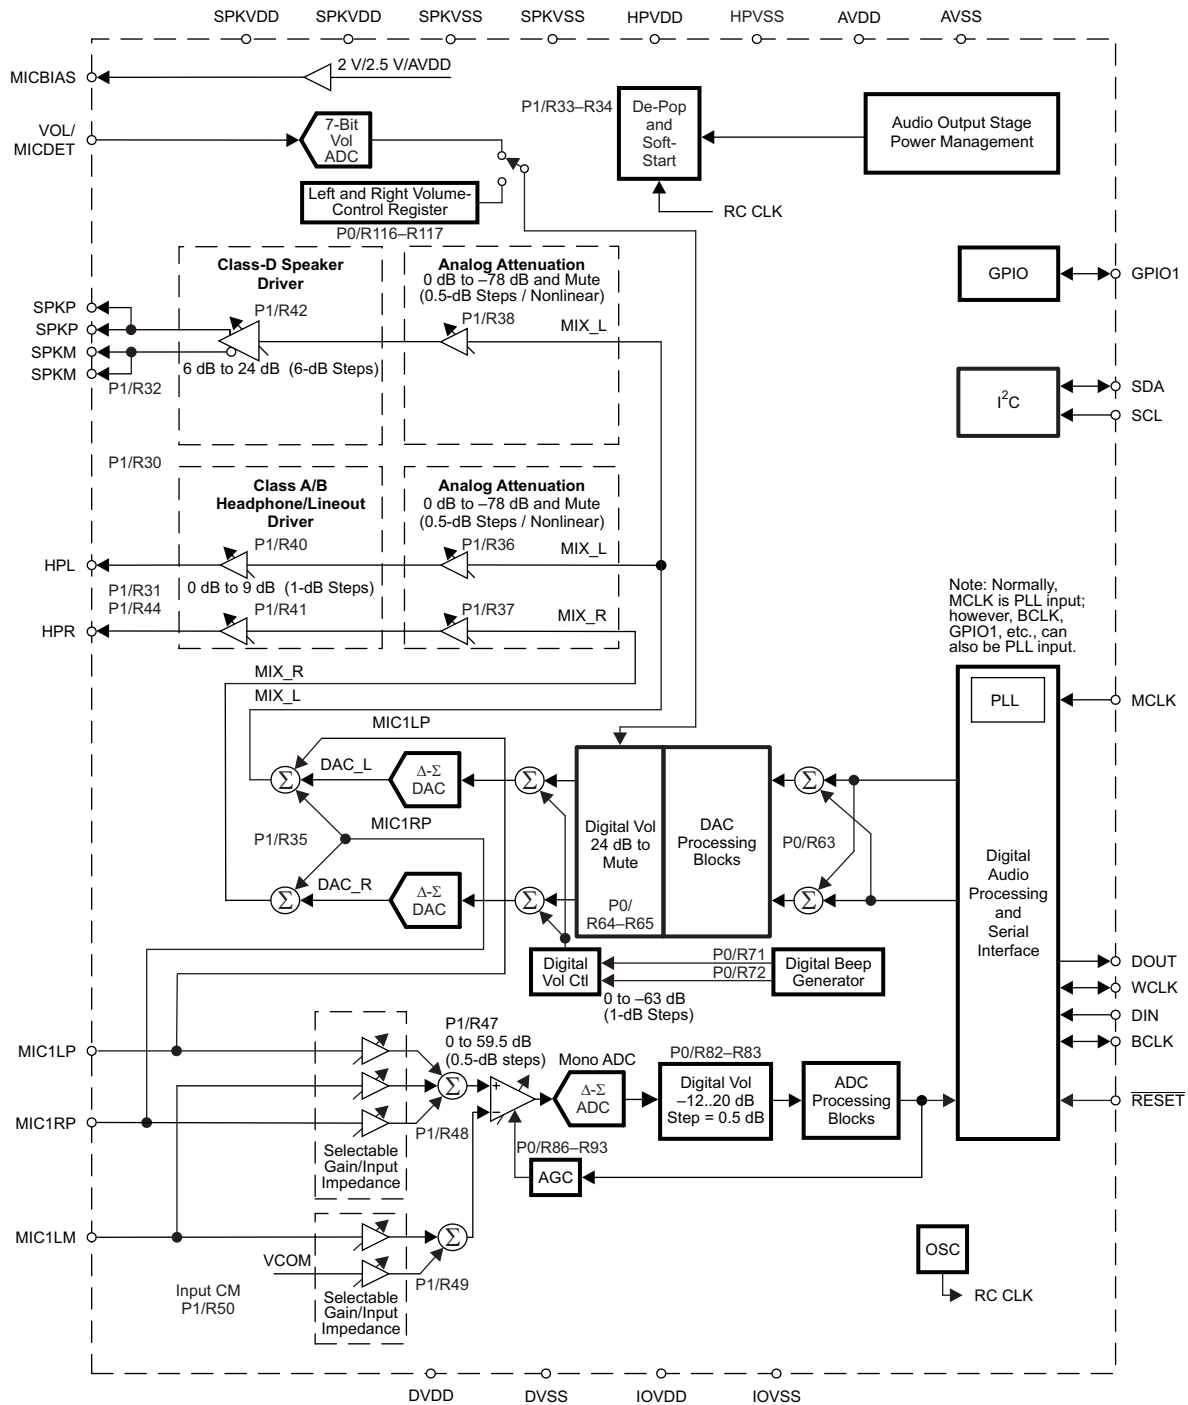 SPKVDD
SPKVDD
SPKVSS
SPKVSS
HPVDD
HPVSS
AVDD
AVSS
MICBIAS
2 V/2.5 V/AVDD
VOL/
MICDET
7-Bit
Vol
ADC
P1/R33–R34
De-Pop
and
Soft-
Start
Audio Output Stage
Power Management
RC CLK
Left and Right Volume-
Control Register
P0/R116–R117
GPIO
GPIO1
Class-D Speaker
Driver
P1/R42
6 dB to 24 dB (6-dB Steps)
Analog Attenuation
0 dB to –78 dB and Mute
(0.5-dB Steps / Nonlinear)
P1/R38
MIX_L
SPKP
SPKP
SPKM
SPKM
P1/R32
I2C
SDA
SCL
P1/R30
Class A/B
Headphone/Lineout
Driver
P1/R40
0 dB to 9 dB (1-dB Steps)
P1/R41
Analog Attenuation
0 dB to –78 dB and Mute
(0.5-dB Steps / Nonlinear)
P1/R36
MIX_L
P1/R37
MIX_R
HPL
P1/R31
P1/R44
HPR
Note: Normally,
MCLK is PLL input;
however, BCLK,
GPIO1, etc., can
also be PLL input.
MIX_R
MIX_L
MIC1LP
PLL
MCLK
Σ
DAC_L
Δ-Σ
DAC
Σ
Digital Vol
24 dB to
Mute
P0/
R64–R65
DAC
Processing
Blocks
Σ
P0/R63
P1/R35
MIC1RP
Σ
DAC_R
Δ-Σ
DAC
Σ
Σ
Digital
Audio
Processing
and
Serial
Interface
Digital
Vol Ctl
P0/R71
P0/R72
0 to –63 dB
(1-dB Steps)
Digital Beep
Generator
DOUT
WCLK
DIN
BCLK
RESET
MIC1LP
MIC1RP
MIC1LM
P1/R47
0 to 59.5 dB
(0.5-dB steps)
Σ
P1/R48
+
–
Mono ADC
Δ-Σ
ADC
P0/R82–R83
Digital Vol
–12..20 dB
Step = 0.5 dB
ADC
Processing
Blocks
P0/R86–R93
AGC
Selectable
Gain/Input
Impedance
Σ
VCOM
P1/R49
Input CM
P1/R50
Selectable
Gain/Input
Impedance
OSC
RC CLK
DVDD
DVSS
IOVDD
IOVSS